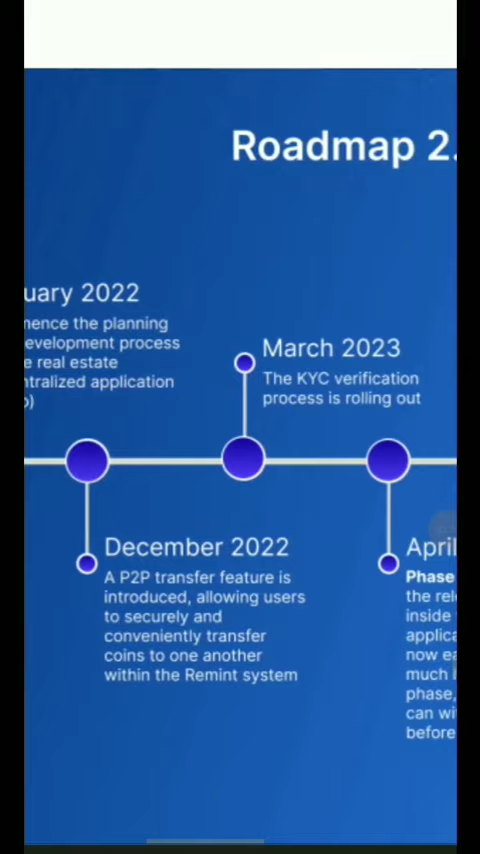 Roadmap 2.
uary 2022
nence the planning
evelopment process
e real estate
ntralized application
o)
March 2023
The KYC verification
process is rolling out
December 2022
A P2P transfer feature is
introduced, allowing users
to securely and
conveniently transfer
coins to one another
within the Remint system
April
Phase
the rel
inside
applica
now ea
much
phase,
can wi
before